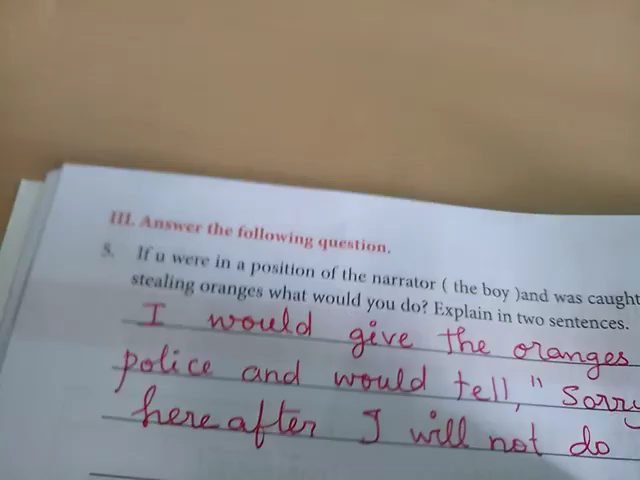 III. Answer the following question.
5. If u were in a position of the narrator ( the boy )and was caught
stealing oranges what would you do? Explain in two sentences.
I would give the oranges
police and would tell, " Sorry
here after I will not do